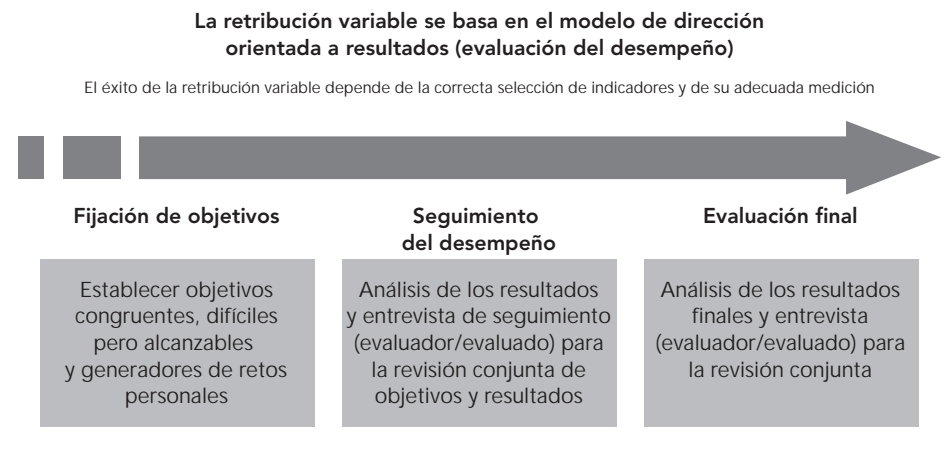 La retribución variable se basa en el modelo de dirección
orientada a resultados (evaluación del desempeño)
El éxito de la retribución variable depende de la correcta selección de indicadores y de su adecuada medición
Fijación de objetivos
Establecer objetivos
congruentes, difíciles
pero alcanzables
y generadores de retos
personales
Seguimiento
del desempeño
Análisis de los resultados
y entrevista de seguimiento
(evaluador/evaluado) para
la revisión conjunta de
objetivos y resultados
Evaluación final
Análisis de los resultados
finales y entrevista
(evaluador/evaluado) para
la revisión conjunta